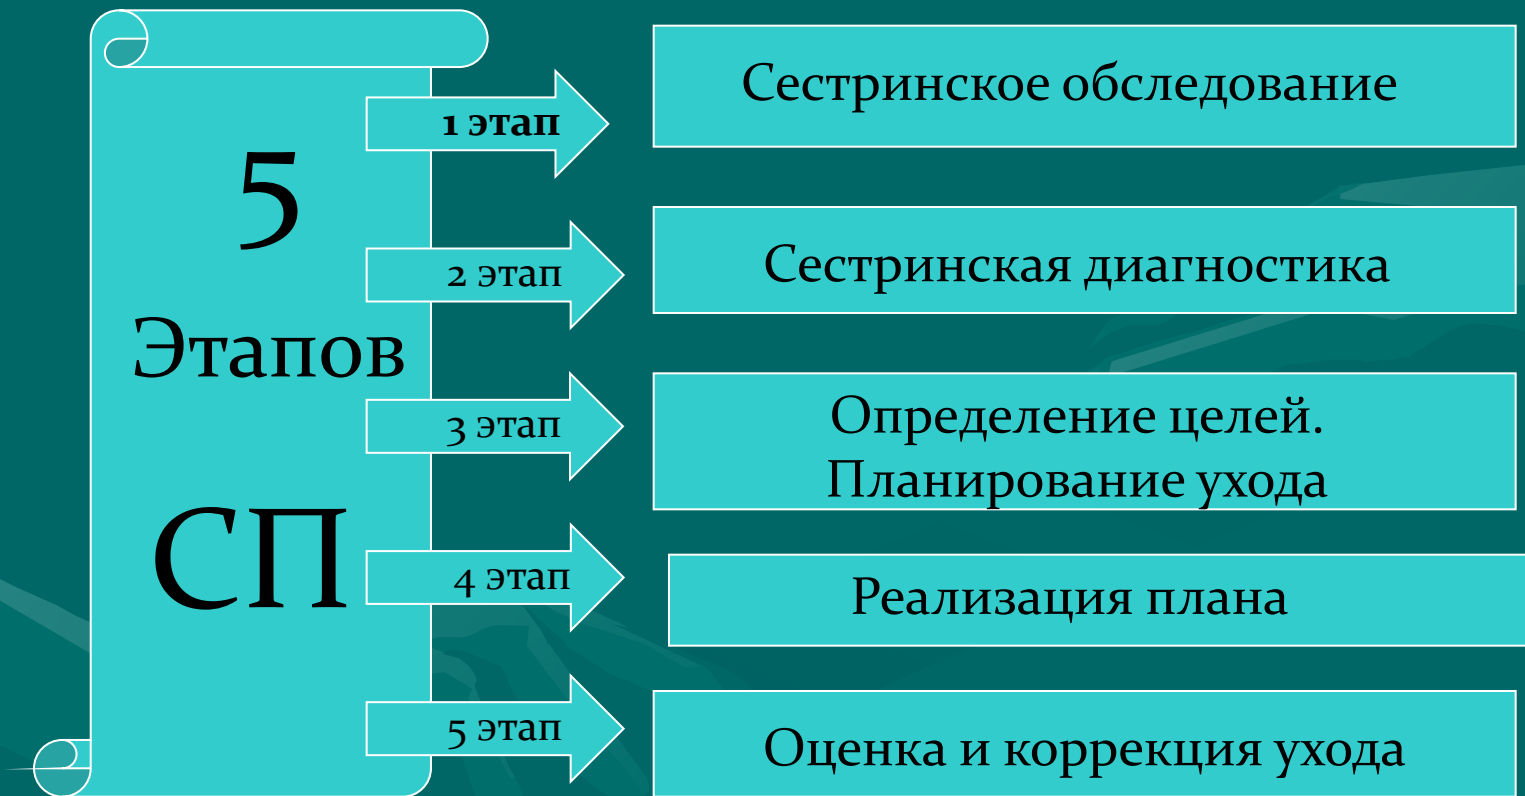 5
Этапов
СП
1 этап
Сестринское обследование
2 этап
Сестринская диагностика
3 этап
Определение целей.
Планирование ухода
4 этап
Реализация плана
5 этап
Оценка и коррекция ухода